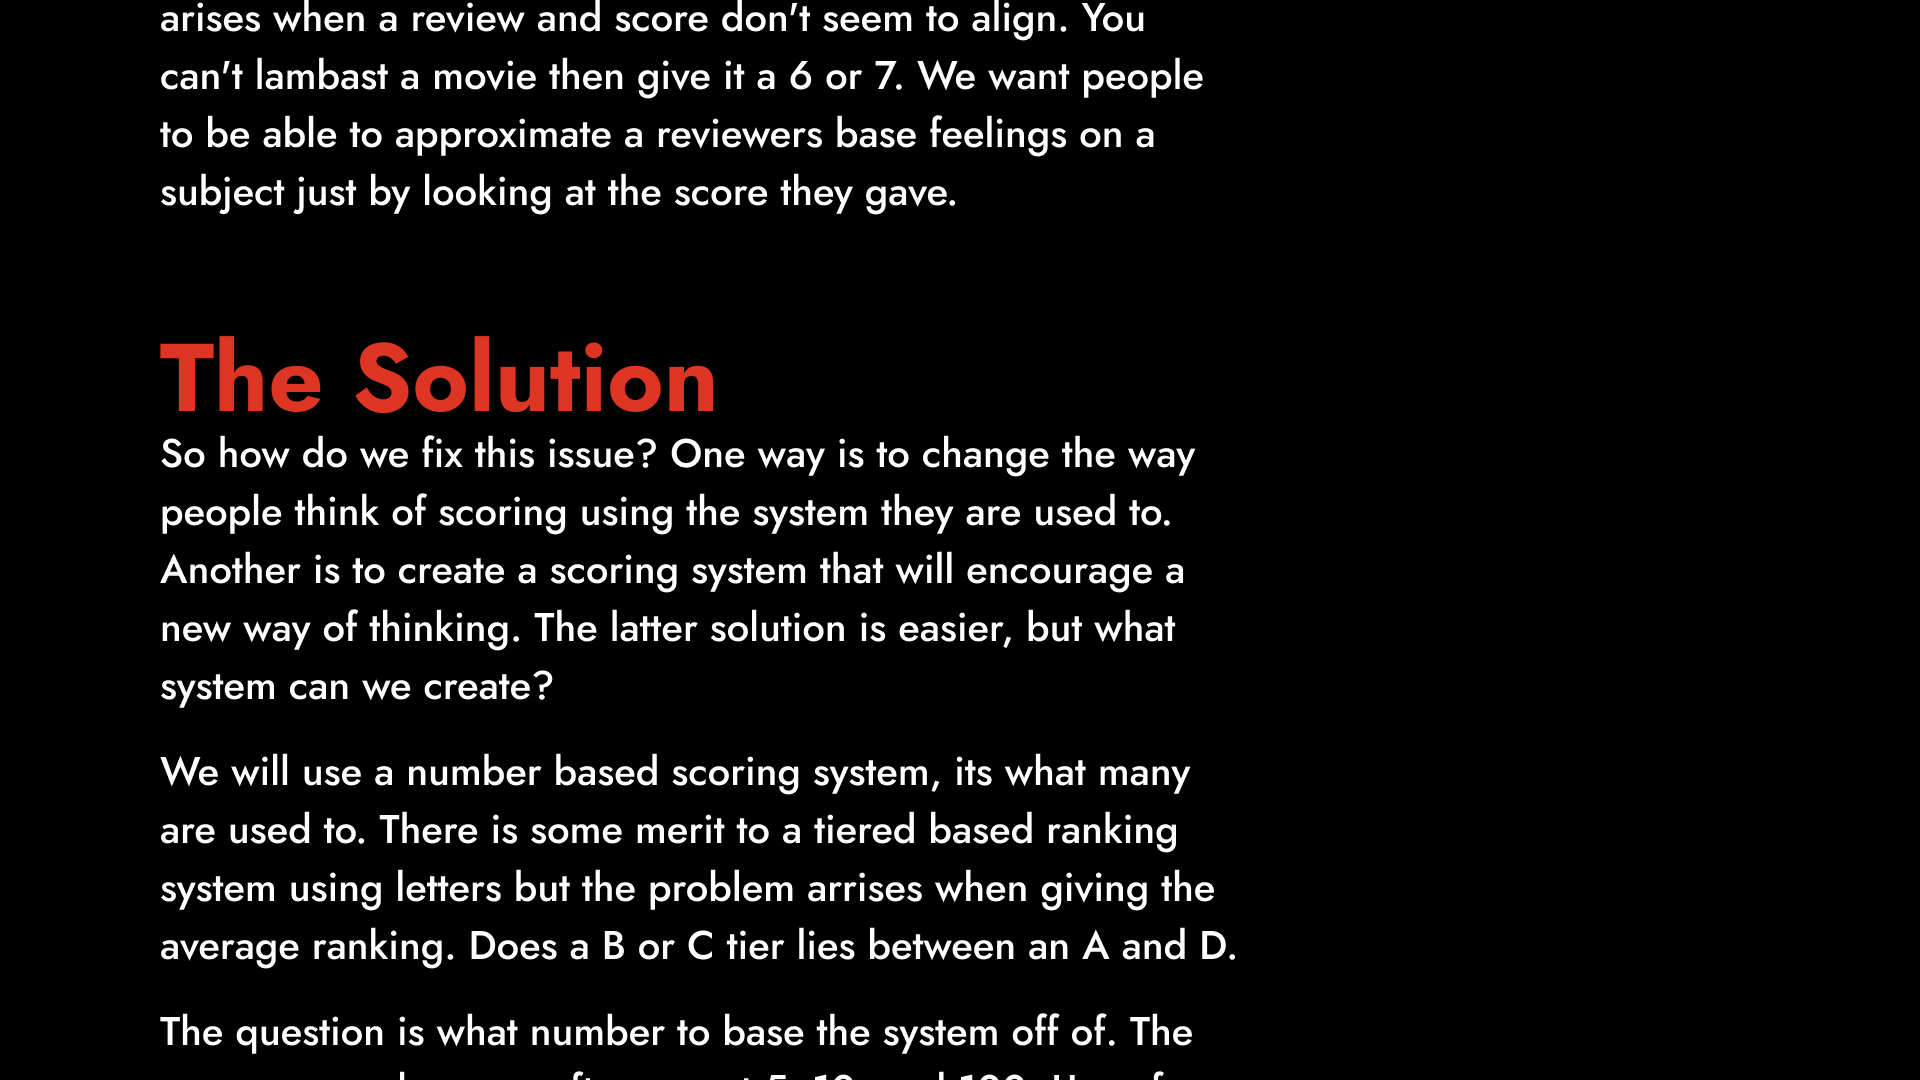 arises when a review and score don't seem to align. You
can't lambast a movie then give it a 6 or 7. We want people
to be able to approximate a reviewers base feelings on a
subject just by looking at the score they gave.
The Solution
So how do we fix this issue? One way is to change the way
people think of scoring using the system they are used to.
Another is to create a scoring system that will encourage a
new way of thinking. The latter solution is easier, but what
system can we create?
We will use a number based scoring system, its what many
are used to. There is some merit to a tiered based ranking
system using letters but the problem arrises when giving the
average ranking. Does a B or C tier lies between an A and D.
The question is what number to base the system off of. The